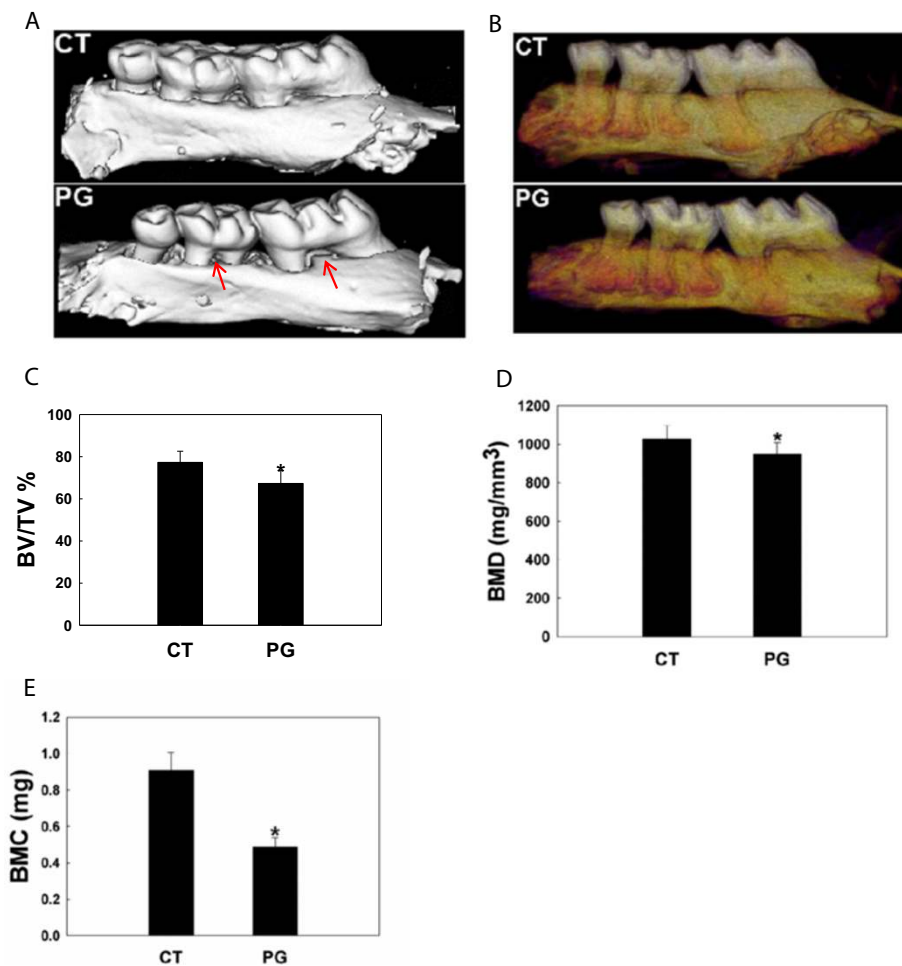 A
CT
PG
B
CT
PG
C
BV/TV %
100
80
60
40
20
0
*
CT
PG
D
BMD (mg/mm³)
1200
1000
800
600
400
200
0
*
CT
PG
E
BMC (mg)
1.2
1.0
0.8
0.6
0.4
0.2
0.0
*
CT
PG